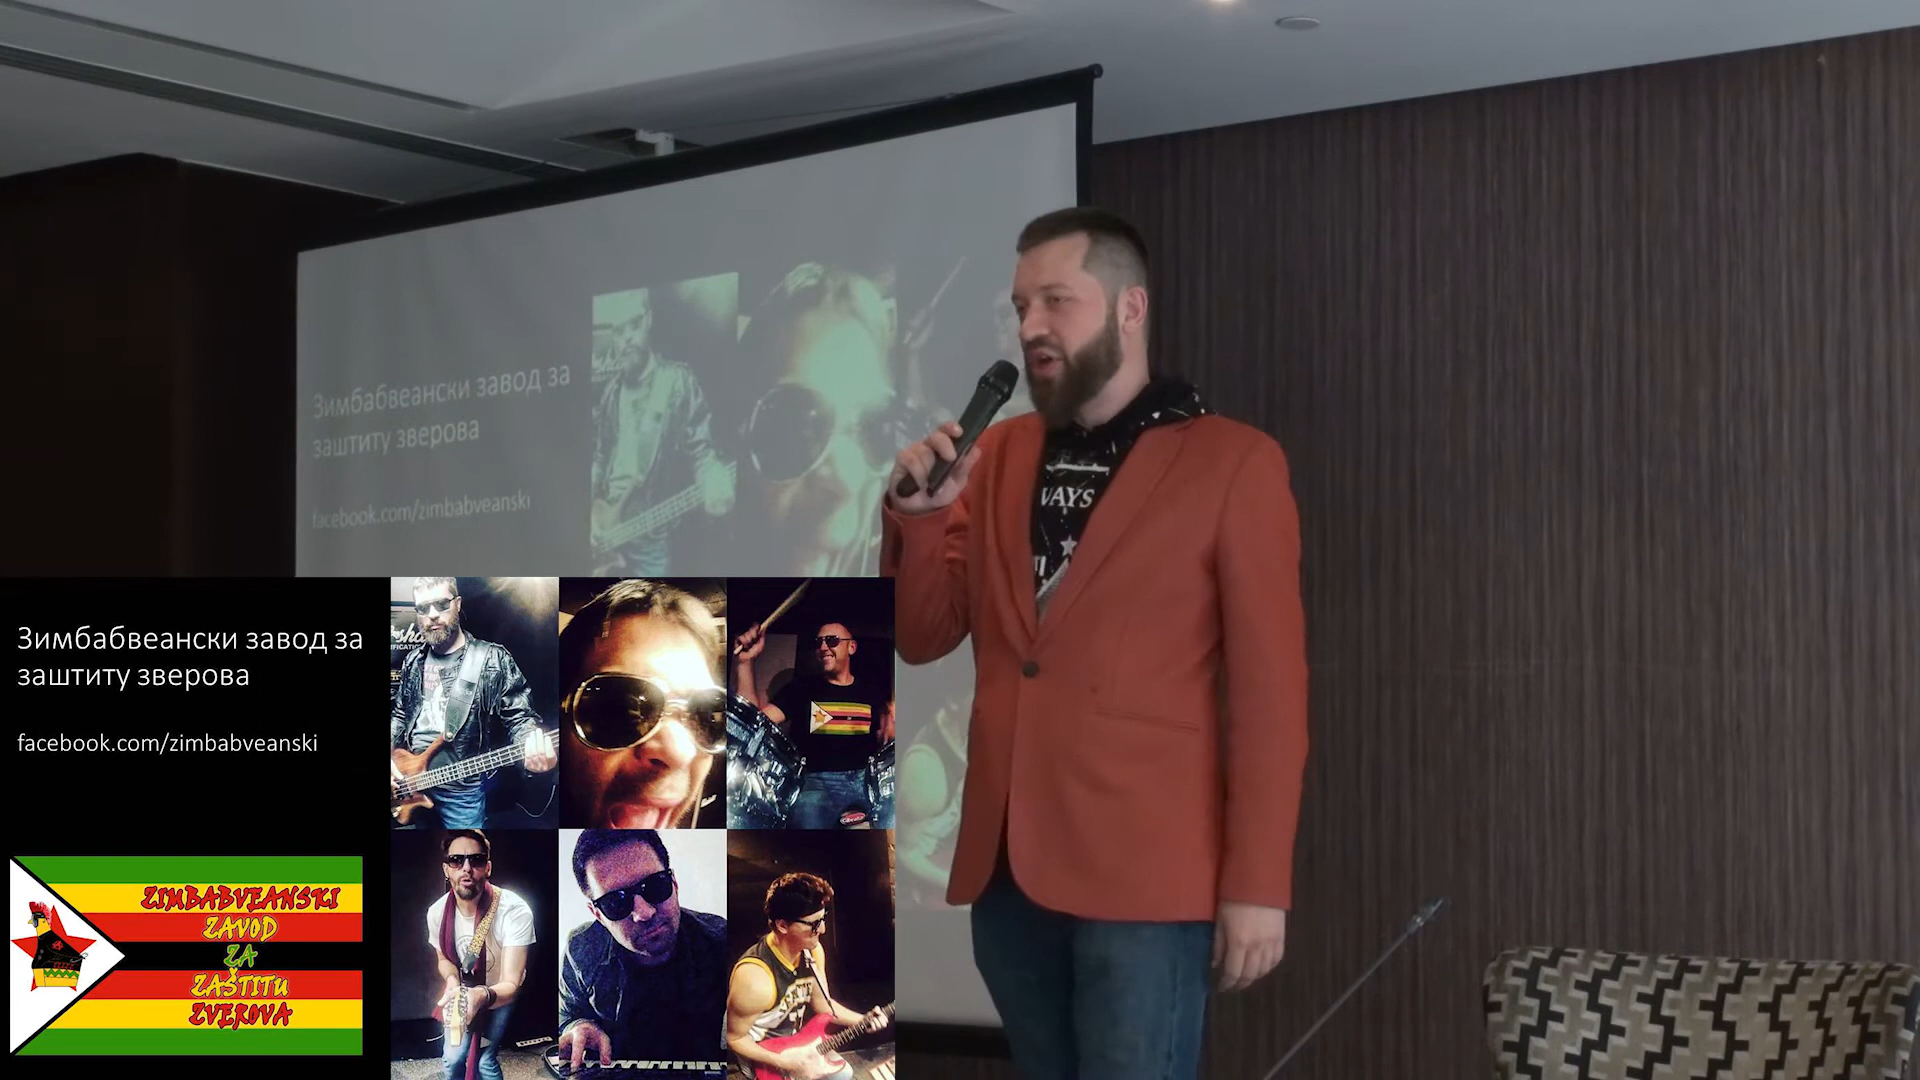 Зимбабвеански завод за
заштиту зверова
facebook.com/zimbabveanski
WAYS
Зимбабвеански завод за
заштиту зверова
facebook.com/zimbabveanski
ZIMBABVEANSKI
ZAVOD
ZA
ZAŠTITU
ZVEROVA